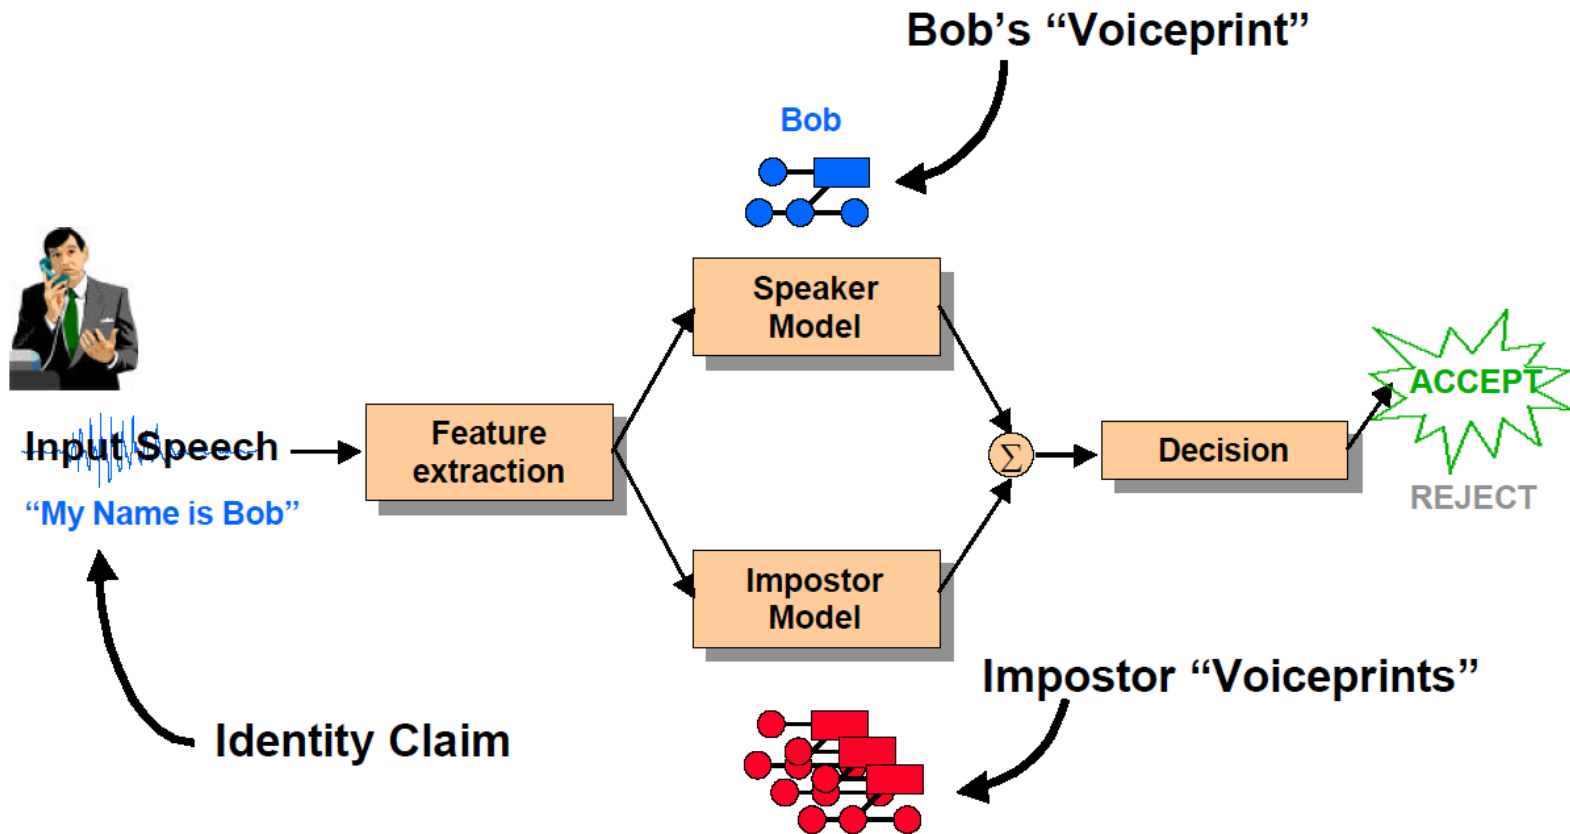 Bob’s “Voiceprint”
Bob
Speaker
Model
Input Speech
“My Name is Bob”
Feature
extraction
Σ
Decision
ACCEPT
REJECT
Impostor
Model
Impostor “Voiceprints”
Identity Claim